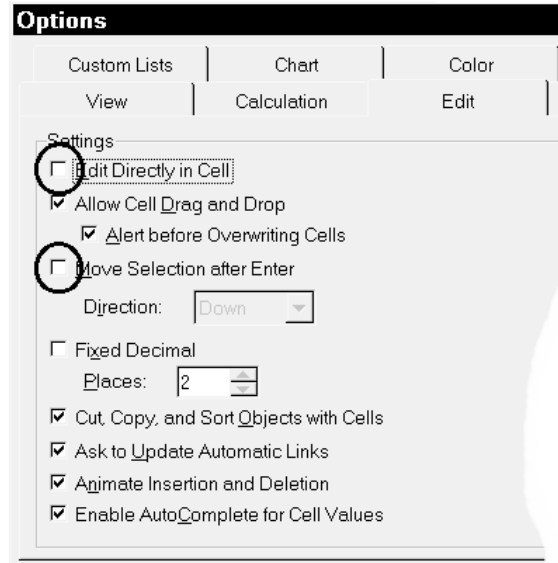 Options
Custom Lists Chart Color
View Calculation Edit
Settings
Edit Directly in Cell
Allow Cell Drag and Drop
Alert before Overwriting Cells
Move Selection after Enter
Direction: Down
Fixed Decimal
Places: 2
Cut, Copy, and Sort Objects with Cells
Ask to Update Automatic Links
Animate Insertion and Deletion
Enable AutoComplete for Cell Values